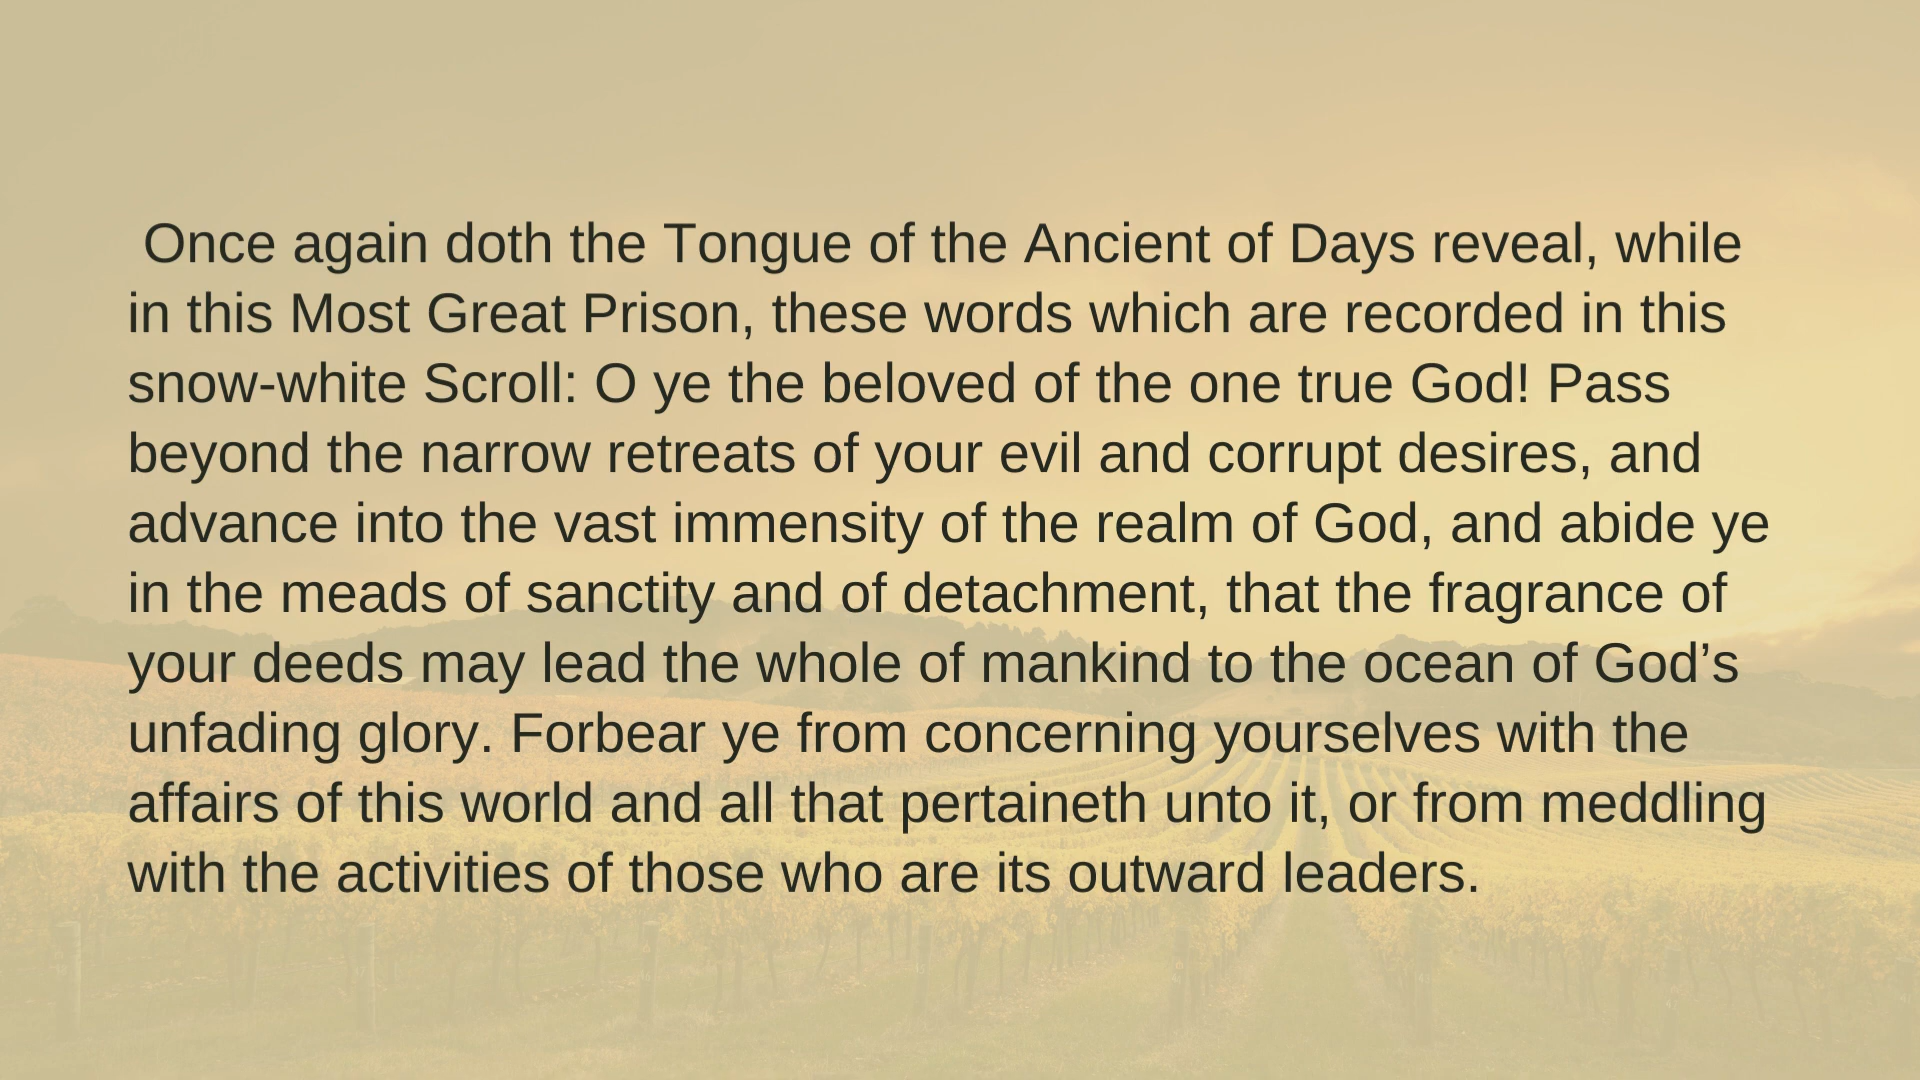 Once again doth the Tongue of the Ancient of Days reveal, while
in this Most Great Prison, these words which are recorded in this
snow-white Scroll: O ye the beloved of the one true God! Pass
beyond the narrow retreats of your evil and corrupt desires, and
advance into the vast immensity of the realm of God, and abide ye
in the meads of sanctity and of detachment, that the fragrance of
your deeds may lead the whole of mankind to the ocean of God’s
unfading glory. Forbear ye from concerning yourselves with the
affairs of this world and all that pertaineth unto it, or from meddling
with the activities of those who are its outward leaders.